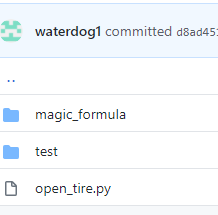 waterdog1 committed d8ad45
..
magic_formula
test
open_tire.py